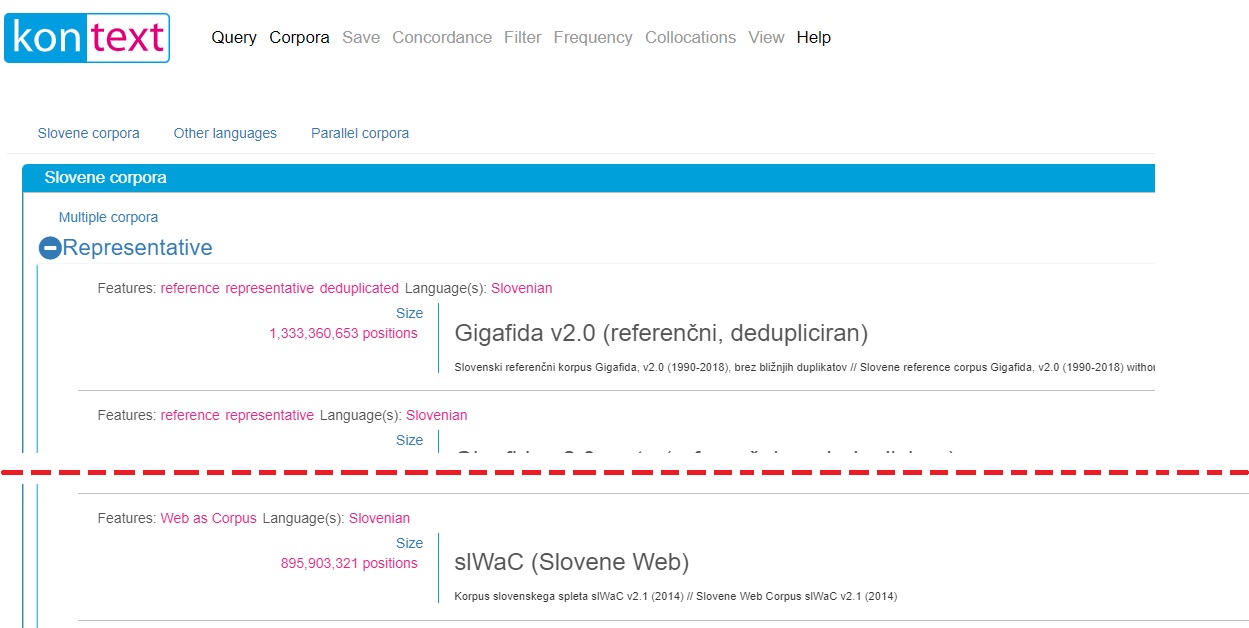 kontext
Query Corpora Save Concordance Filter Frequency Collocations View Help
Slovene corpora Other languages Parallel corpora
Slovene corpora
Multiple corpora
Representative
Features: reference representative deduplicated Language(s): Slovenian
Size
1,333,360,653 positions
Gigafida v2.0 (referenčni, dedupliciran)
Slovenski referenčni korpus Gigafida, v2.0 (1990-2018), brez bližnjih duplikatov // Slovene reference corpus Gigafida, v2.0 (1990-2018)
Features: reference representative Language(s): Slovenian
Size
Features: Web as Corpus Language(s): Slovenian
Size
895,903,321 positions
slWaC (Slovene Web)
Korpus slovenskega spleta slWaC v2.1 (2014) // Slovene Web Corpus slWaC v2.1 (2014)